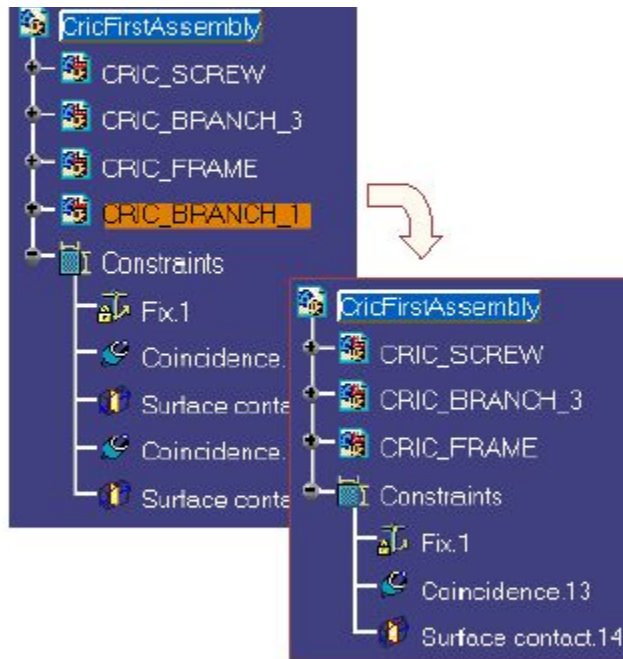 CricFirstAssembly
CRIC_SCREW
CRIC_BRANCH_3
CRIC_FRAME
CRIC_BRANCH_1
Constraints
Fix.1
Coincidence.
Surface conta
Coincidence.
Surface conta
CricFirstAssembly
CRIC_SCREW
CRIC_BRANCH_3
CRIC_FRAME
Constraints
Fix.1
Coincidence.13
Surface contact.14